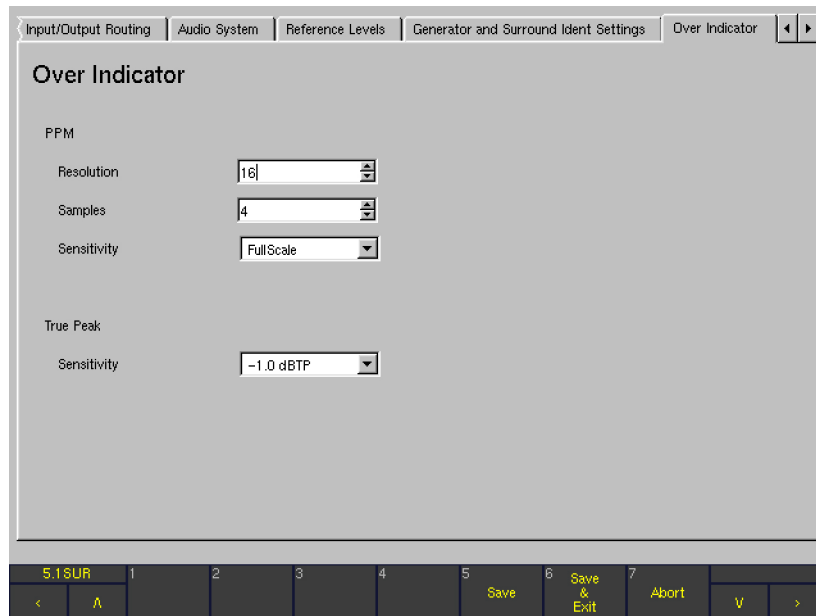 Input/Output Routing Audio System Reference Levels Generator and Surround Ident Settings Over Indicator
Over Indicator
PPM
Resolution 16
Samples 4
Sensitivity FullScale
True Peak
Sensitivity -1.0 dBTP
5.1SUR 1 2 3 4 5 Save 6 Save & Exit 7 Abort
< Λ V >